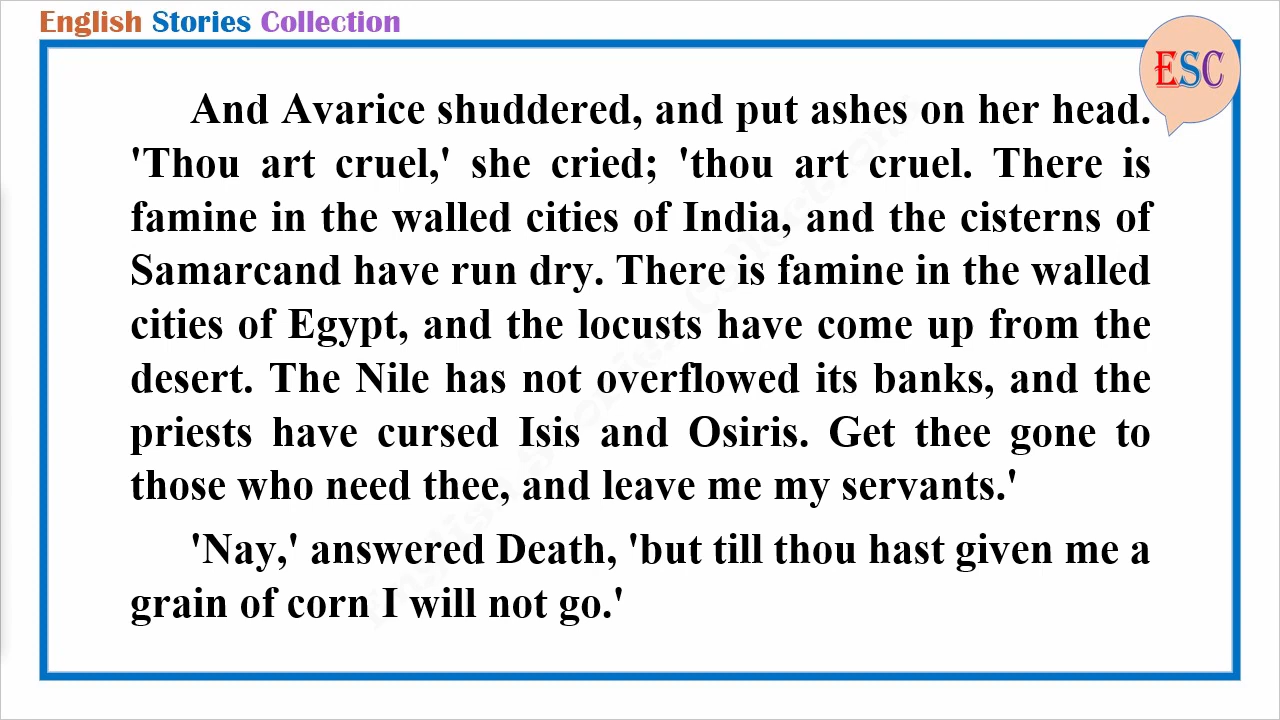 English Stories Collection
ESC
And Avarice shuddered, and put ashes on her head.
'Thou art cruel,' she cried; 'thou art cruel. There is
famine in the walled cities of India, and the cisterns of
Samarcand have run dry. There is famine in the walled
cities of Egypt, and the locusts have come up from the
desert. The Nile has not overflowed its banks, and the
priests have cursed Isis and Osiris. Get thee gone to
those who need thee, and leave me my servants.'
'Nay,' answered Death, 'but till thou hast given me a
grain of corn I will not go.'
English Stories Collection